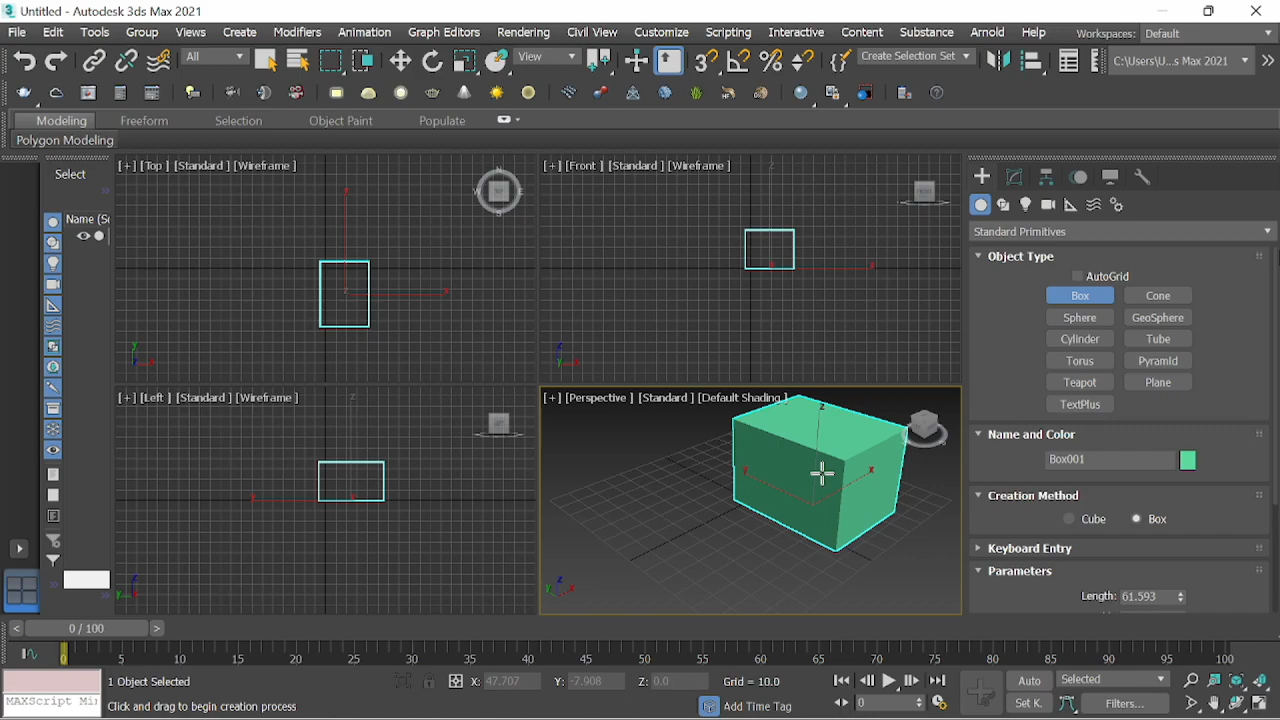 Untitled - Autodesk 3ds Max 2021
File Edit Tools Group Views Create Modifiers Animation Graph Editors Rendering Civil View Customize Scripting Interactive Content Substance Arnold Help Workspaces: Default
All View Create Selection Set C:\Users\U...s Max 2021
Modeling Freeform Selection Object Paint Populate
Polygon Modeling
Select
Name (Sc
[+] [Top ] [Standard ] [Wireframe ]
[+] [Front ] [Standard ] [Wireframe ]
[+] [Left ] [Standard ] [Wireframe ]
[+] [Perspective ] [Standard ] [Default Shading ]
Standard Primitives
Object Type
AutoGrid
Box Cone
Sphere GeoSphere
Cylinder Tube
Torus Pyramid
Teapot Plane
TextPlus
Name and Color
Box001
Creation Method
Cube Box
Keyboard Entry
Parameters
Length: 61.593
< 0 / 100 >
0 5 10 15 20 25 30 35 40 45 50 55 60 65 70 75 80 85 90 95 100
1 Object Selected X: 47.707 Y: -7.908 Z: 0.0 Grid = 10.0 Auto Selected
MAXScript Mi Click and drag to begin creation process Add Time Tag 0 Set K. Filters...